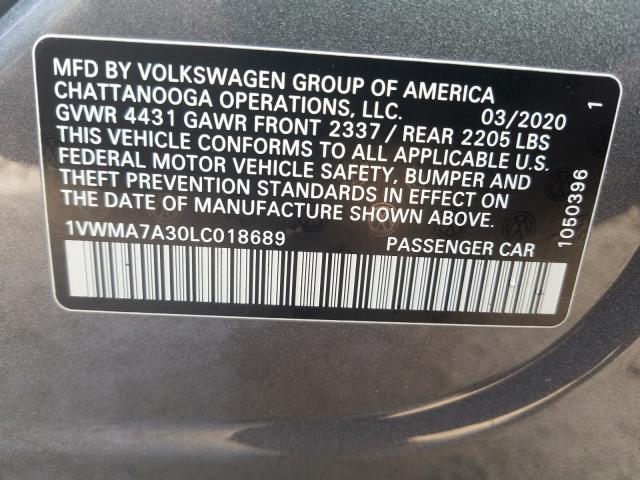 MFD BY VOLKSWAGEN GROUP OF AMERICA
CHATTANOOGA OPERATIONS, LLC. 03/2020
GVWR 4431 GAWR FRONT 2337 / REAR 2205 LBS
THIS VEHICLE CONFORMS TO ALL APPLICABLE U.S.
FEDERAL MOTOR VEHICLE SAFETY, BUMPER AND
THEFT PREVENTION STANDARDS IN EFFECT ON
THE DATE OF MANUFACTURE SHOWN ABOVE.
1VWMA7A30LC018689 PASSENGER CAR
1050396 1